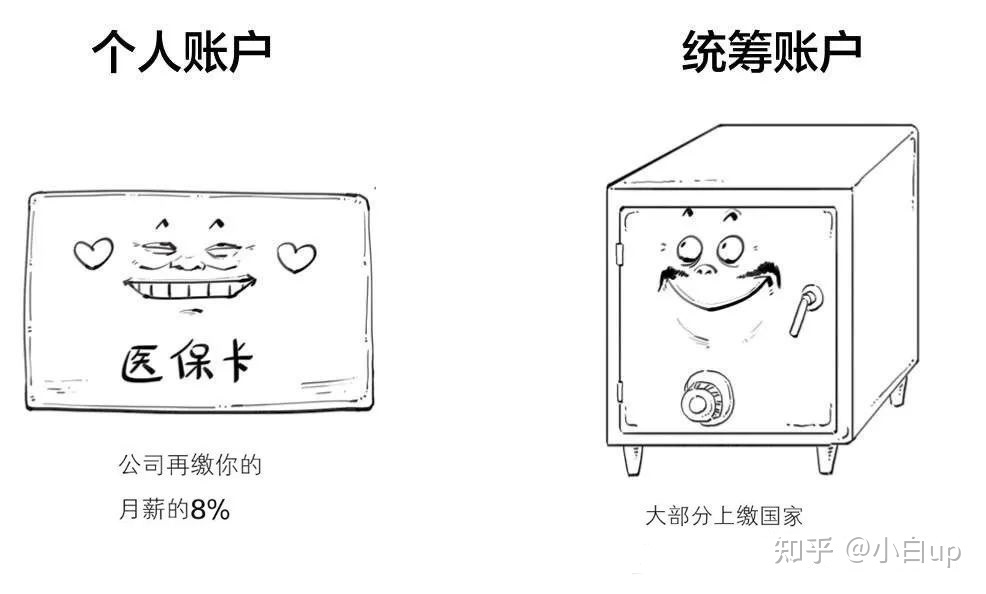 个人账户
统筹账户
医保卡
公司再缴你的
月薪的8%
大部分上缴国家
知乎 @小白up